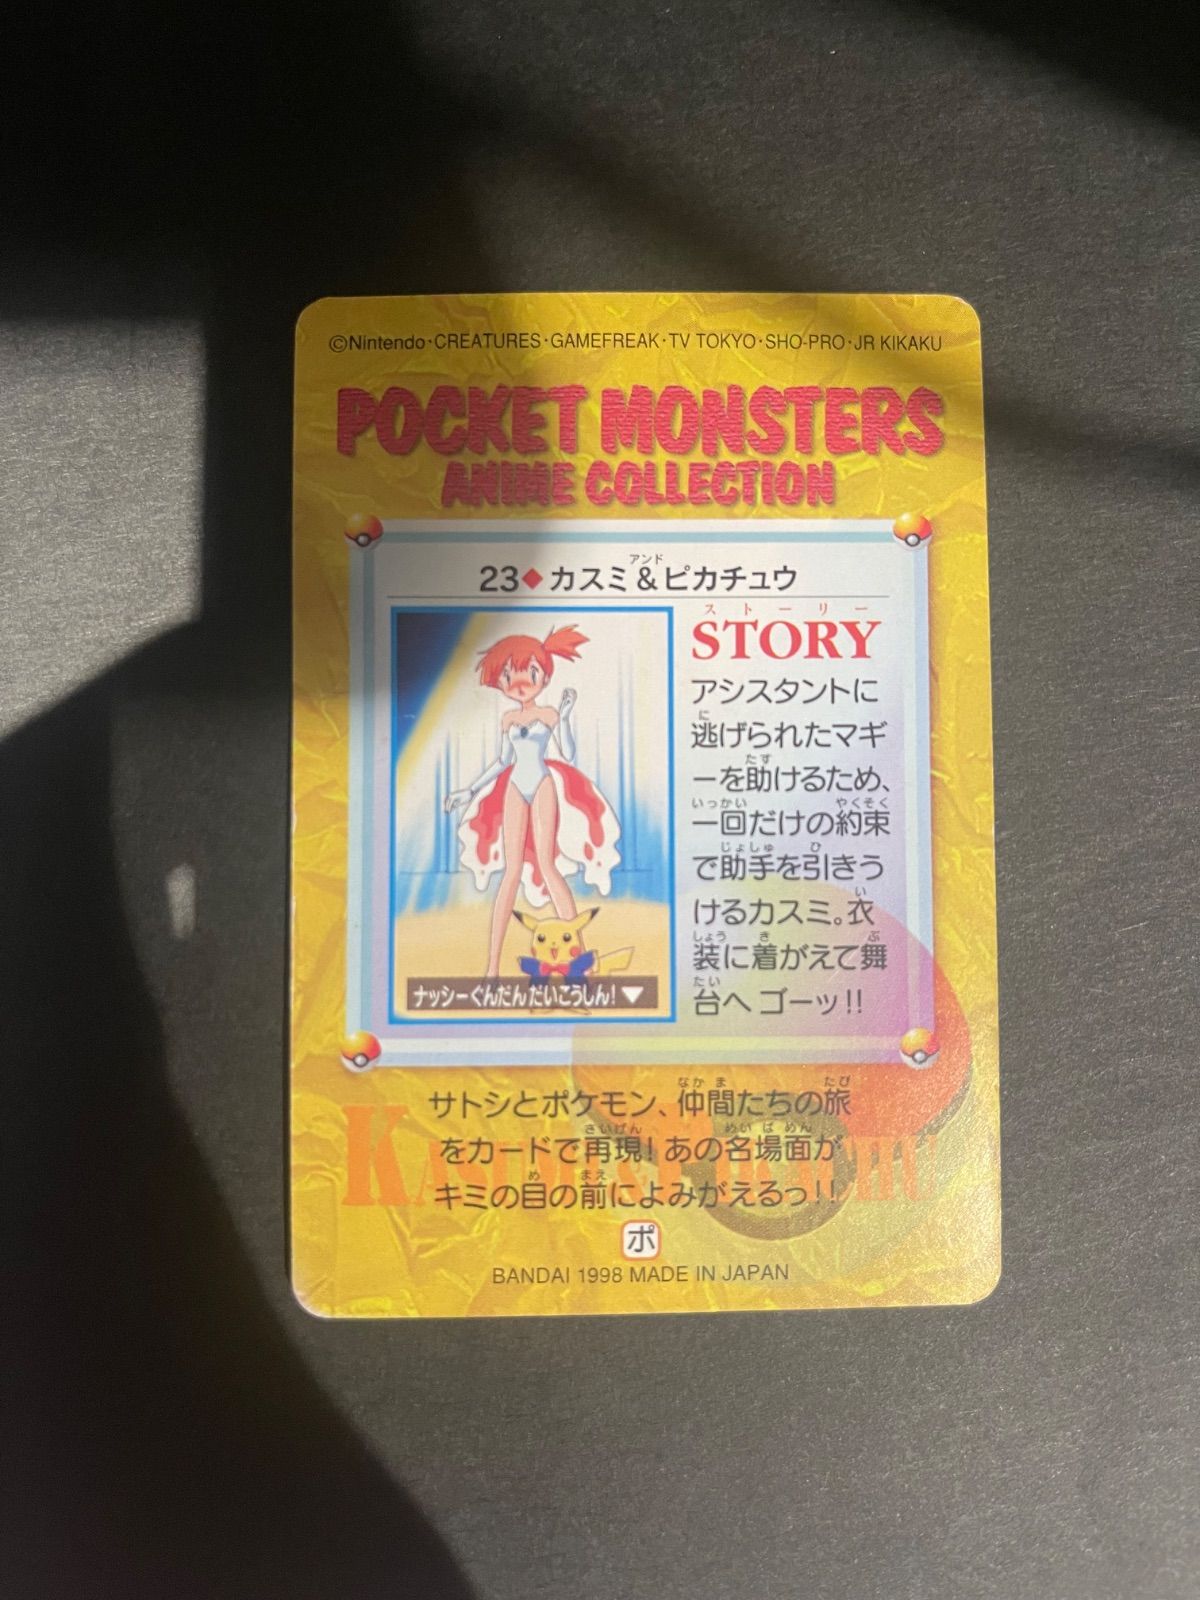 ©Nintendo・CREATURES・GAMEFREAK・TV TOKYO・SHO-PRO・JR KIKAKU
POCKET MONSTERS
ANIME COLLECTION
アンド
23◆カスミ&ピカチュウ
ストーリー
STORY
アシスタントに
に
逃げられたマギ
たす
ーを助けるため、
いっかい やくそく
一回だけの約束
じょしゅ ひ
で助手を引きう
い
けるカスミ。衣
しょう き ぶ
装に着がえて舞
たい
台へ ゴーッ!!
ナッシーぐんだん だいこうしん!▼
なかま たび
サトシとポケモン、仲間たちの旅
さいげん めいばめん
をカードで再現! あの名場面が
め まえ
キミの目の前によみがえるっ!!
ポ
BANDAI 1998 MADE IN JAPAN